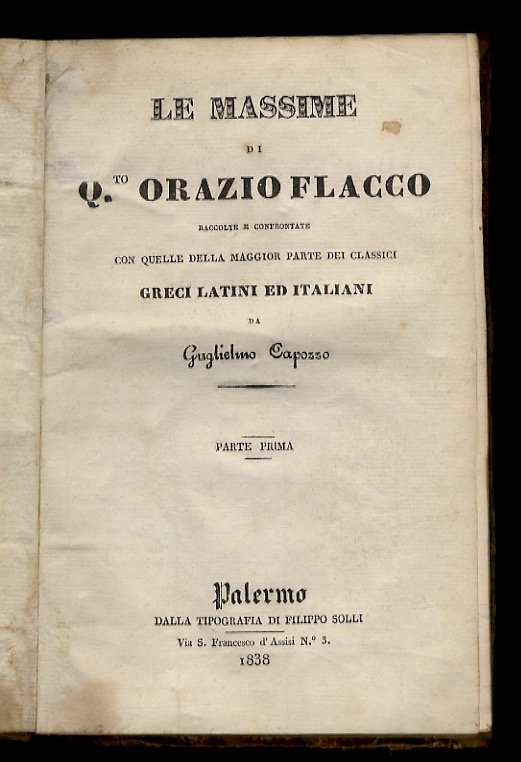 LE MASSIME
DI
Q.TO ORAZIO FLACCO
RACCOLTE E CONFRONTATE
CON QUELLE DELLA MAGGIOR PARTE DEI CLASSICI
GRECI LATINI ED ITALIANI
DA
Guglielmo Capozzo
PARTE PRIMA
Palermo
DALLA TIPOGRAFIA DI FILIPPO SOLLI
Via S. Francesco d'Assisi N.º 3.
1838